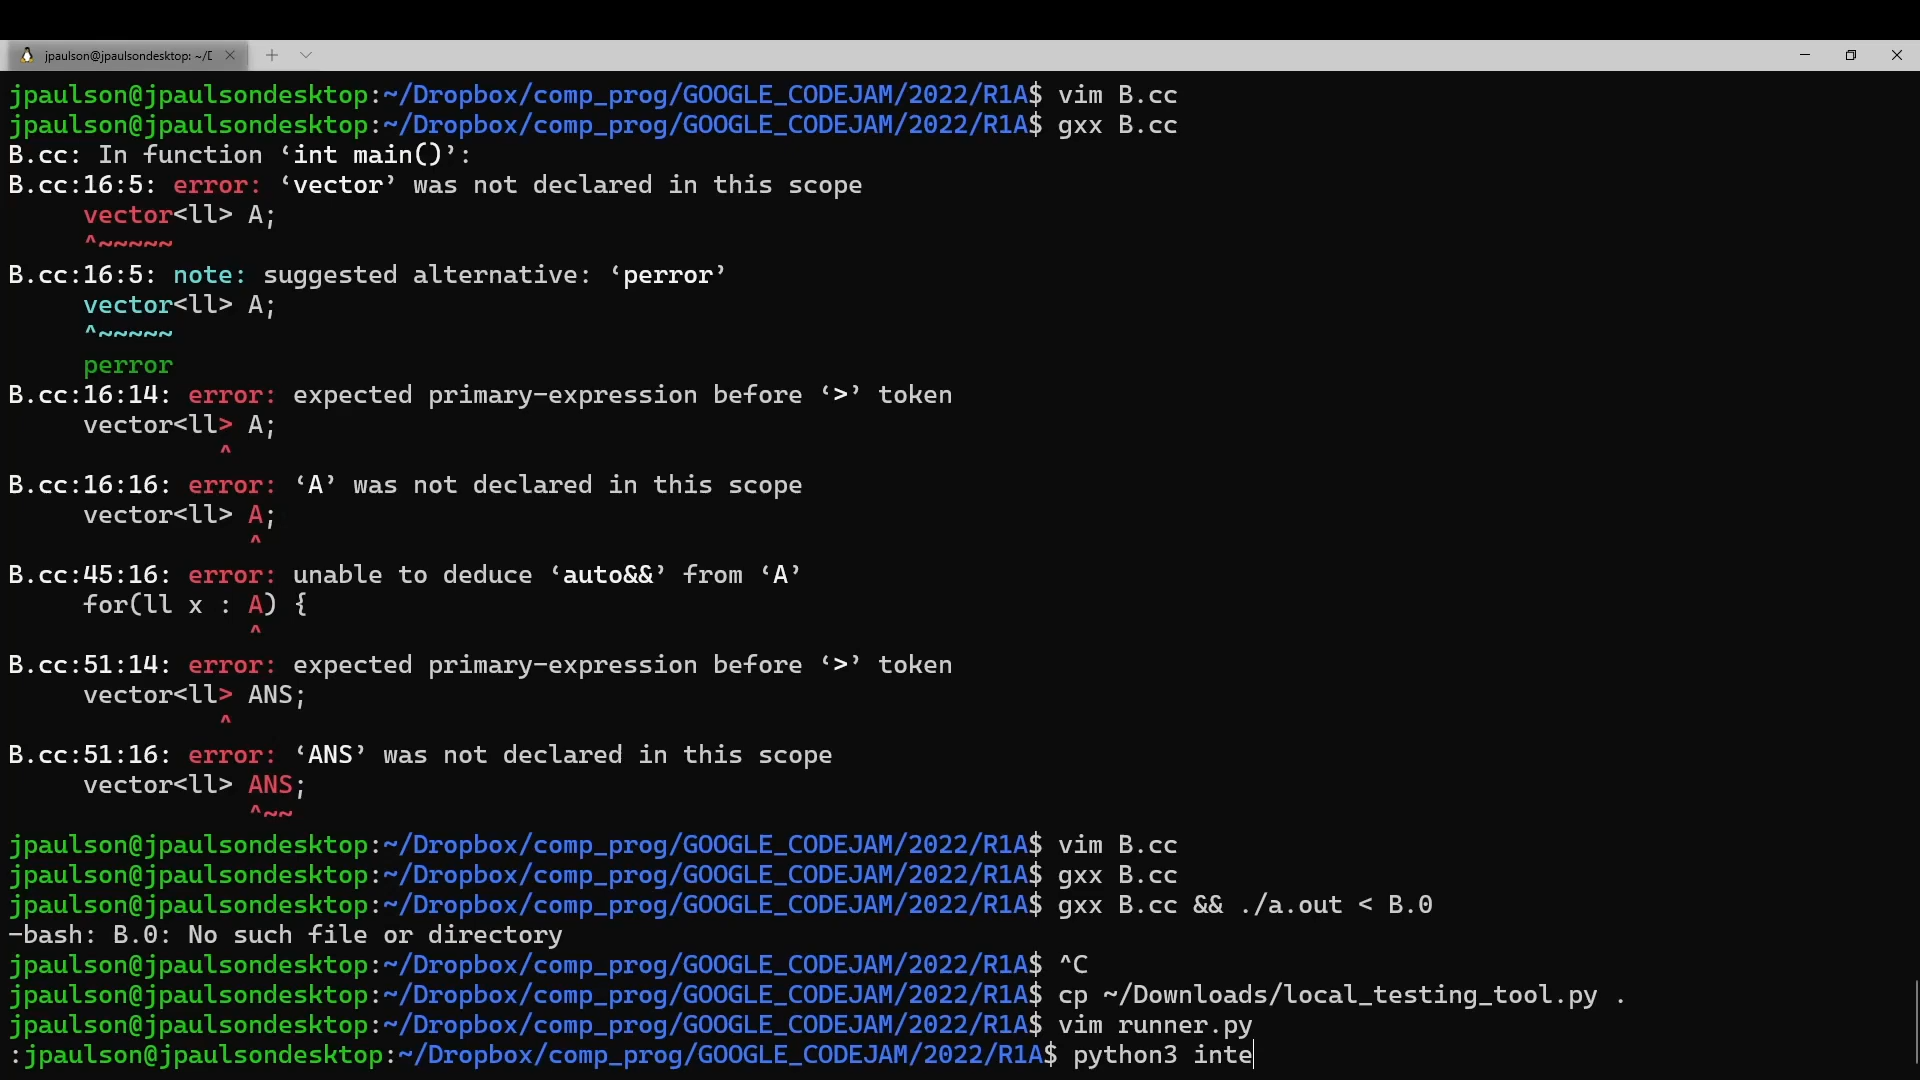 jpaulson@jpaulsondesktop: ~/D
jpaulson@jpaulsondesktop:~/Dropbox/comp_prog/GOOGLE_CODEJAM/2022/R1A$ vim B.cc
jpaulson@jpaulsondesktop:~/Dropbox/comp_prog/GOOGLE_CODEJAM/2022/R1A$ gxx B.cc
B.cc: In function ‘int main()’:
B.cc:16:5: error: ‘vector’ was not declared in this scope
     vector<ll> A;
     ^~~~~~
B.cc:16:5: note: suggested alternative: ‘perror’
     vector<ll> A;
     ^~~~~~
     perror
B.cc:16:14: error: expected primary-expression before ‘>’ token
     vector<ll> A;
              ^
B.cc:16:16: error: ‘A’ was not declared in this scope
     vector<ll> A;
                ^
B.cc:45:16: error: unable to deduce ‘auto&&’ from ‘A’
     for(ll x : A) {
                ^
B.cc:51:14: error: expected primary-expression before ‘>’ token
     vector<ll> ANS;
              ^
B.cc:51:16: error: ‘ANS’ was not declared in this scope
     vector<ll> ANS;
                ^~~
jpaulson@jpaulsondesktop:~/Dropbox/comp_prog/GOOGLE_CODEJAM/2022/R1A$ vim B.cc
jpaulson@jpaulsondesktop:~/Dropbox/comp_prog/GOOGLE_CODEJAM/2022/R1A$ gxx B.cc
jpaulson@jpaulsondesktop:~/Dropbox/comp_prog/GOOGLE_CODEJAM/2022/R1A$ gxx B.cc && ./a.out < B.0
-bash: B.0: No such file or directory
jpaulson@jpaulsondesktop:~/Dropbox/comp_prog/GOOGLE_CODEJAM/2022/R1A$ ^C
jpaulson@jpaulsondesktop:~/Dropbox/comp_prog/GOOGLE_CODEJAM/2022/R1A$ cp ~/Downloads/local_testing_tool.py .
jpaulson@jpaulsondesktop:~/Dropbox/comp_prog/GOOGLE_CODEJAM/2022/R1A$ vim runner.py
:jpaulson@jpaulsondesktop:~/Dropbox/comp_prog/GOOGLE_CODEJAM/2022/R1A$ python3 inte